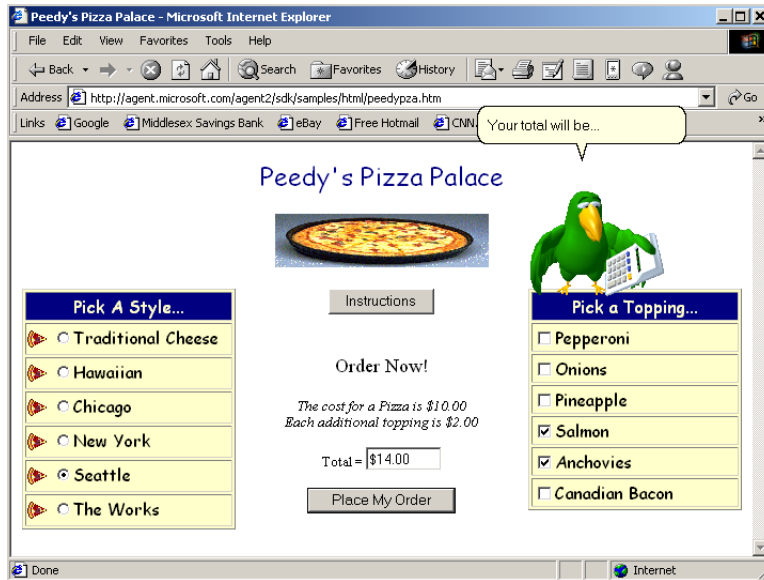 Peedy's Pizza Palace - Microsoft Internet Explorer
File Edit View Favorites Tools Help
Back Search Favorites History
Address http://agent.microsoft.com/agent2/sdk/samples/html/peedypza.htm Go
Links Google Middlesex Savings Bank eBay Free Hotmail CNN
Your total will be...
Peedy's Pizza Palace
Instructions
Pick A Style...
Traditional Cheese
Hawaiian
Chicago
New York
Seattle
The Works
Order Now!
The cost for a Pizza is $10.00
Each additional topping is $2.00
Total = $14.00
Place My Order
Pick a Topping...
Pepperoni
Onions
Pineapple
Salmon
Anchovies
Canadian Bacon
Done Internet